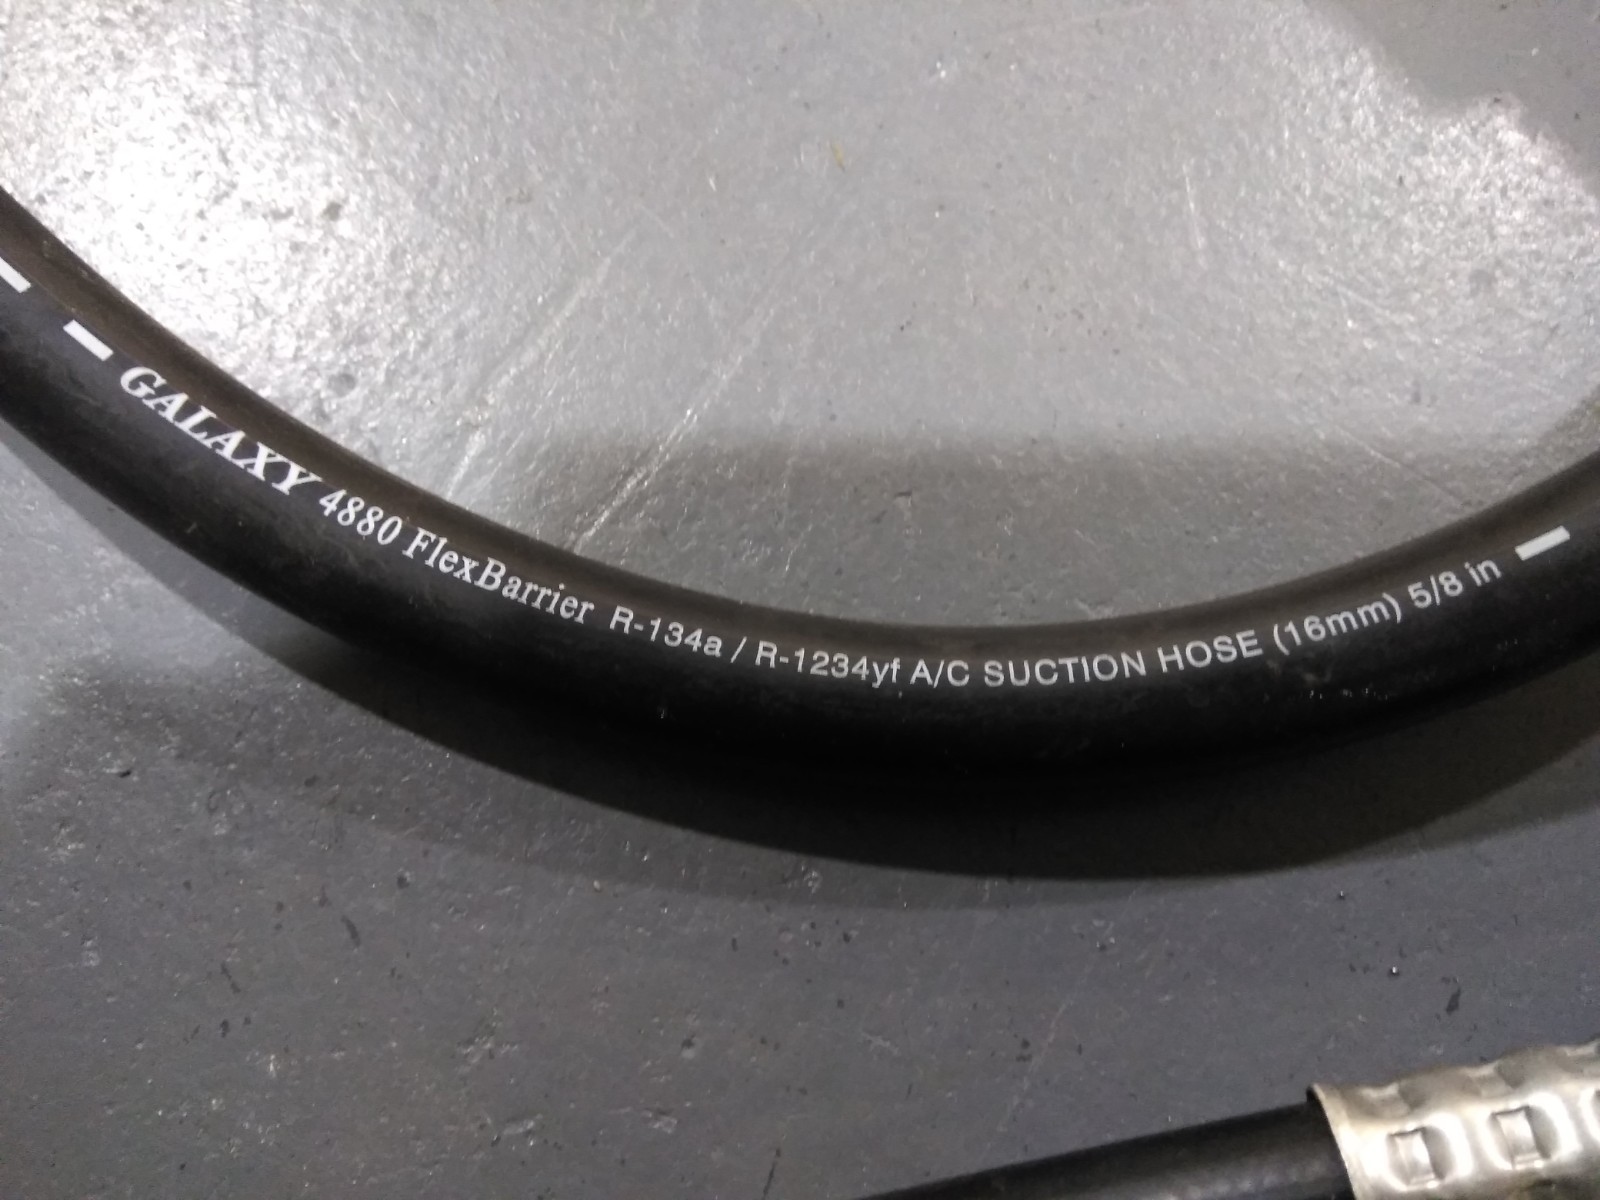 GALAXY 4880 FlexBarrier R-134a / R-1234yf A/C SUCTION HOSE (16mm) 5/8 in